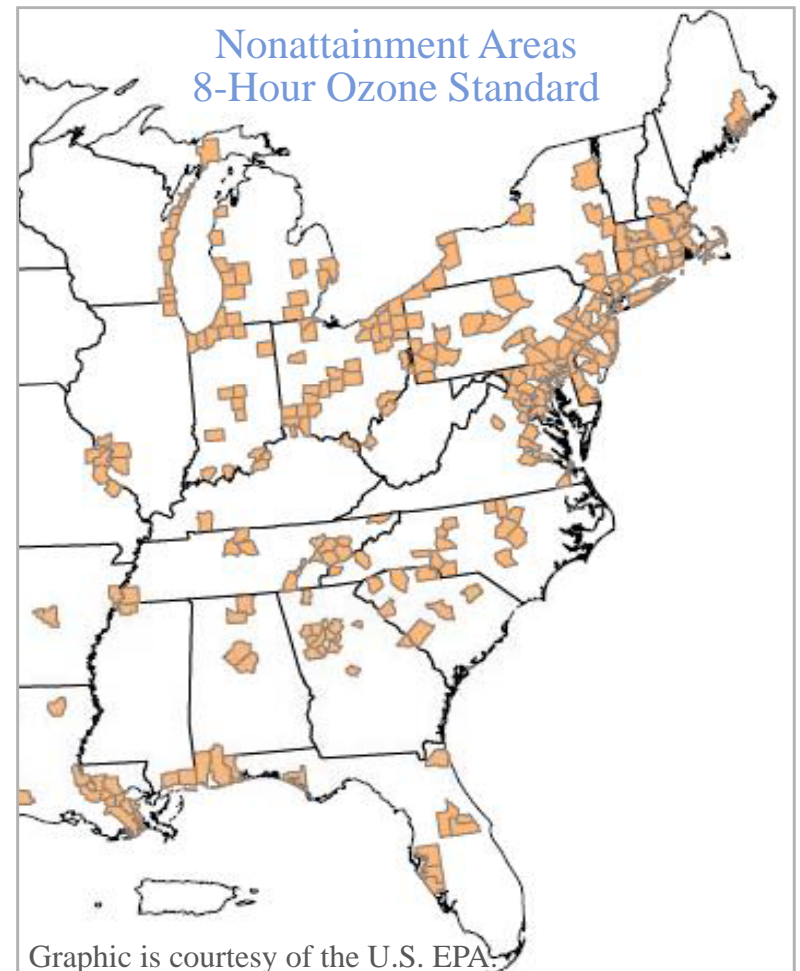 Nonattainment Areas
8-Hour Ozone Standard
Graphic is courtesy of the U.S. EPA.